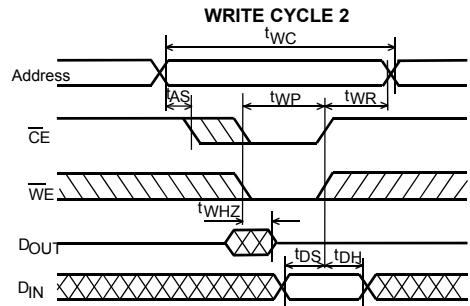 WRITE CYCLE 2
tWC
Address
tAS
tWP
tWR
CE
WE
tWHZ
DOUT
tDS
tDH
DIN